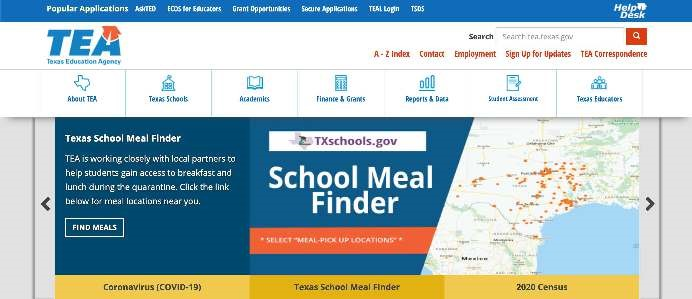 Popular Applications AskTED ECOS for Educators Grant Opportunities Secure Applications TEAL Login TSDS
Help Desk
TEA
Texas Education Agency
Search Search tea.texas.gov
A - Z Index Contact Employment Sign Up for Updates TEA Correspondence
About TEA Texas Schools Academics Finance & Grants Reports & Data Student Assessment Texas Educators
Texas School Meal Finder
TEA is working closely with local partners to
help students gain access to breakfast and
lunch during the quarantine. Click the link
below for meal locations near you.
FIND MEALS
TXschools.gov
School Meal
Finder
* SELECT "MEAL-PICK UP LOCATIONS" *
Coronavirus (COVID-19) Texas School Meal Finder 2020 Census